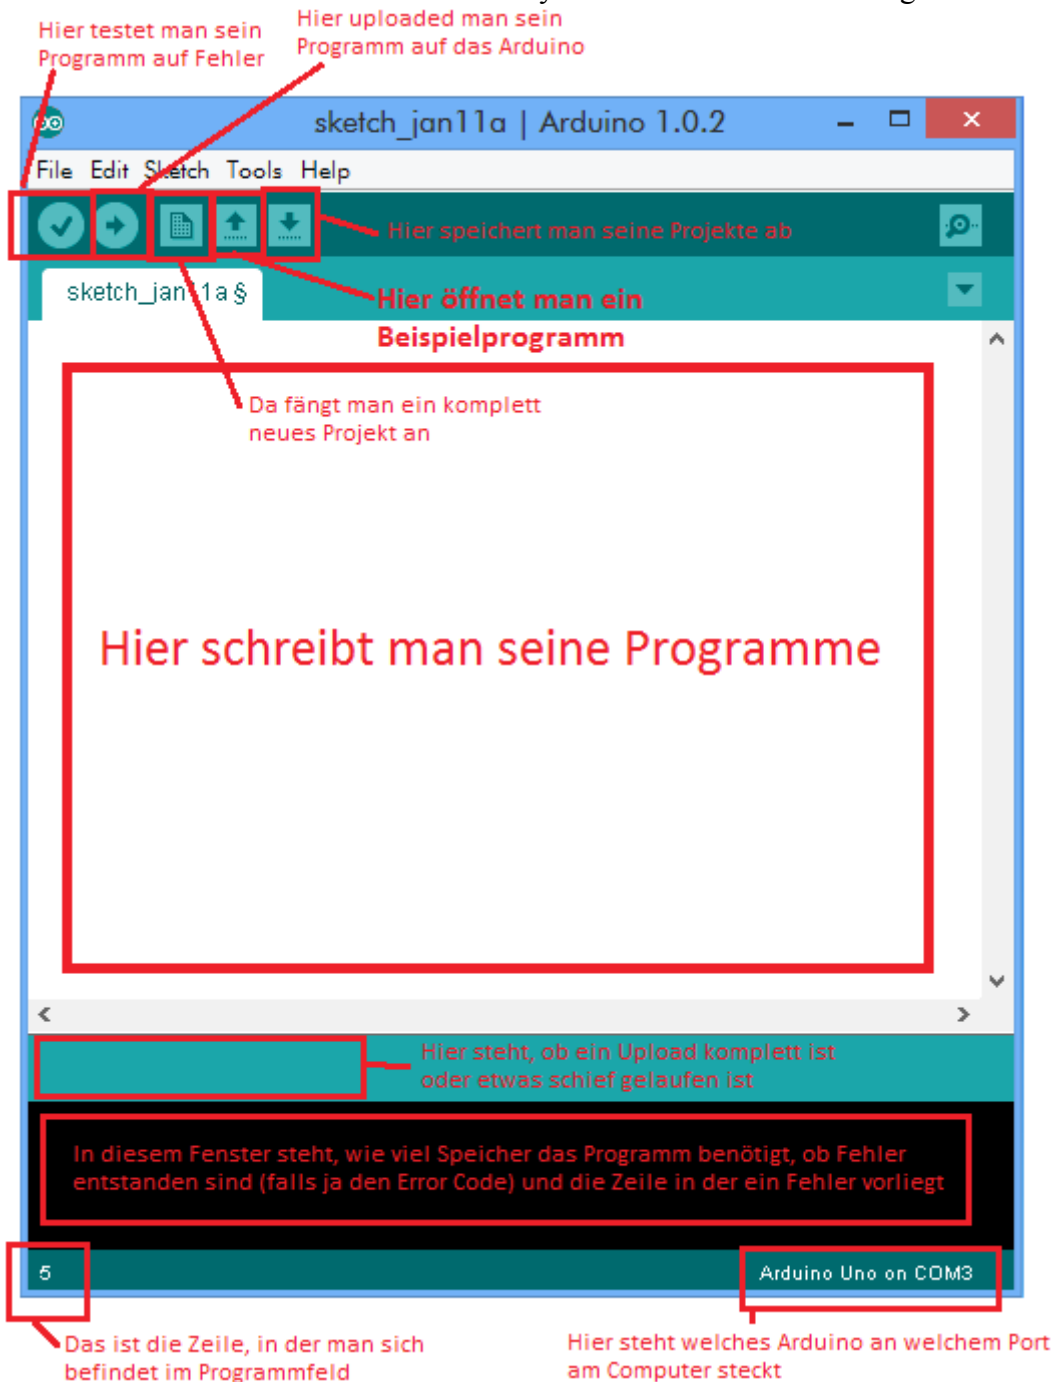 Hier testet man sein
Programm auf Fehler
Hier uploaded man sein
Programm auf das Arduino
sketch_jan11a | Arduino 1.0.2
File Edit Sketch Tools Help
Hier speichert man seine Projekte ab
sketch_jan11a §
Hier öffnet man ein
Beispielprogramm
Da fängt man ein komplett
neues Projekt an
Hier schreibt man seine Programme
Hier steht, ob ein Upload komplett ist
oder etwas schief gelaufen ist
In diesem Fenster steht, wie viel Speicher das Programm benötigt, ob Fehler
entstanden sind (falls ja den Error Code) und die Zeile in der ein Fehler vorliegt
5
Arduino Uno on COM3
Das ist die Zeile, in der man sich
befindet im Programmfeld
Hier steht welches Arduino an welchem Port
am Computer steckt